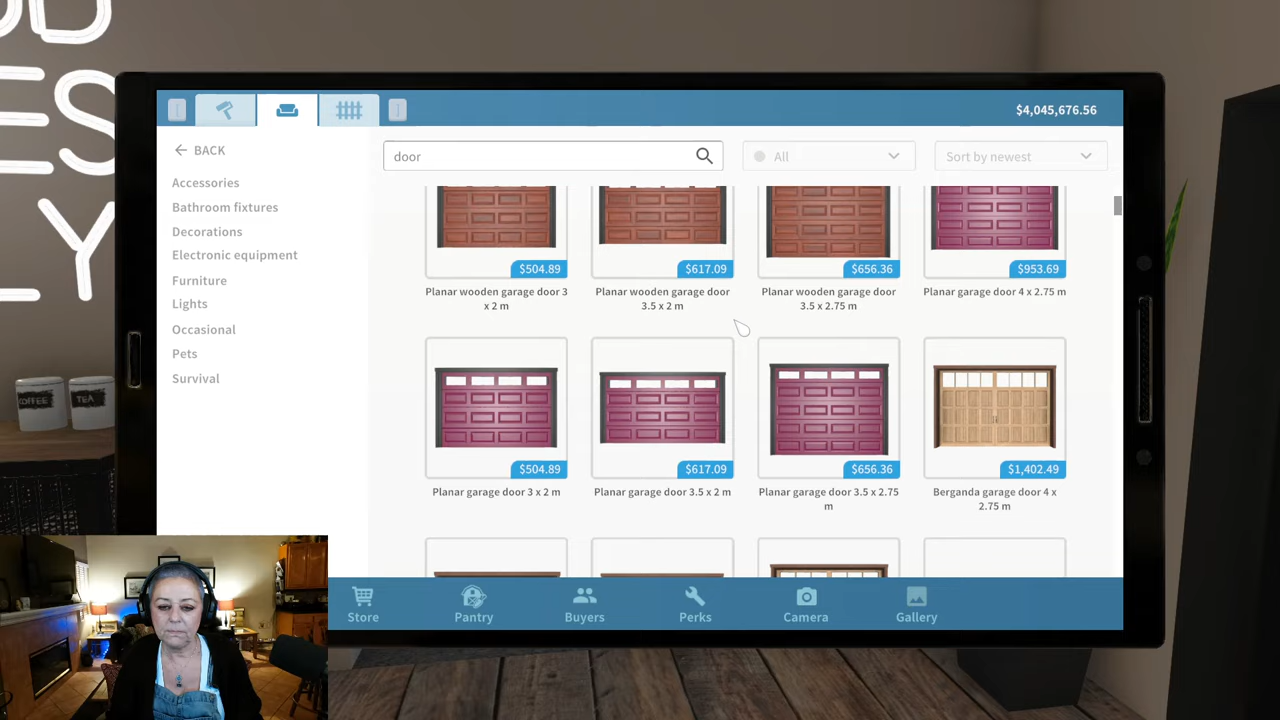 $4,045,676.56
BACK
door
All
Sort by newest
Accessories
Bathroom fixtures
Decorations
Electronic equipment
Furniture
Lights
Occasional
Pets
Survival
$504.89
$617.09
$656.36
$953.69
Planar wooden garage door 3
x 2 m
Planar wooden garage door
3.5 x 2 m
Planar wooden garage door
3.5 x 2.75 m
Planar garage door 4 x 2.75 m
$504.89
$617.09
$656.36
$1,402.49
Planar garage door 3 x 2 m
Planar garage door 3.5 x 2 m
Planar garage door 3.5 x 2.75
m
Berganda garage door 4 x
2.75 m
COFFEE
TEA
Store
Pantry
Buyers
Perks
Camera
Gallery